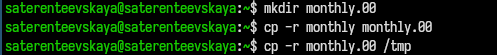 saterenteevskaya@saterenteevskaya:~$ mkdir monthly.00
saterenteevskaya@saterenteevskaya:~$ cp -r monthly monthly.00
saterenteevskaya@saterenteevskaya:~$ cp -r monthly.00 /tmp